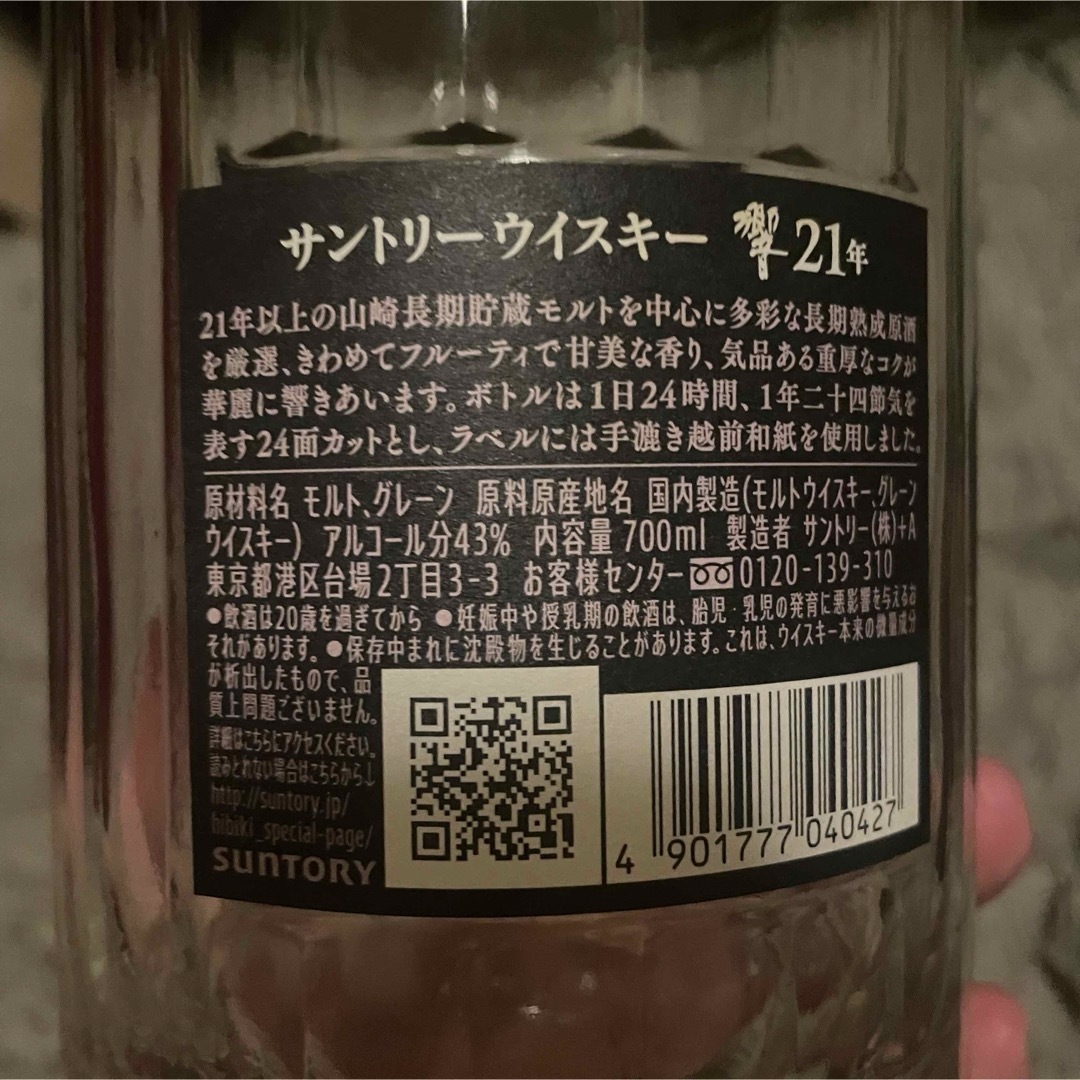 サントリーウイスキー 響 21年
21年以上の山崎長期貯蔵モルトを中心に多彩な長期熟成原酒
を厳選、きわめてフルーティで甘美な香り、気品ある重厚なコクが
華麗に響きあいます。ボトルは1日24時間、1年二十四節気を
表す24面カットとし、ラベルには手漉き越前和紙を使用しました。
原材料名 モルト、グレーン 原料原産地名 国内製造(モルトウイスキー、グレーン
ウイスキー) アルコール分43% 内容量700ml 製造者 サントリー(株)+A
東京都港区台場2丁目3-3 お客様センター 0120-139-310
●飲酒は20歳を過ぎてから ●妊娠中や授乳期の飲酒は、胎児・乳児の発育に悪影響を与えるお
それがあります。●保存中まれに沈殿物を生じることがあります。これは、ウイスキー本来の微量成分
が析出したもので、品
質上問題ございません。
詳細はこちらにアクセスください。
読みとれない場合はこちらから↓
http://suntory.jp/
hibiki_special-page/
SUNTORY
4 901777 040427